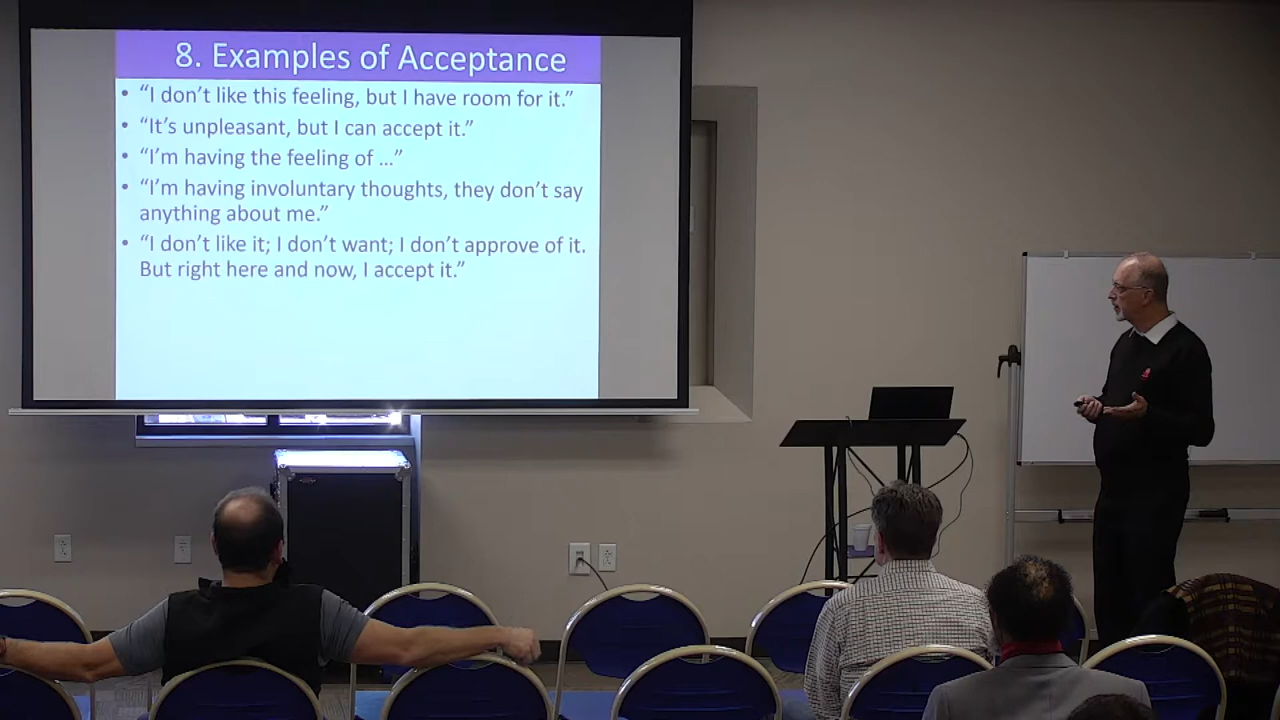 8. Examples of Acceptance
• “I don’t like this feeling, but I have room for it.”
• “It’s unpleasant, but I can accept it.”
• “I’m having the feeling of ...”
• “I’m having involuntary thoughts, they don’t say
anything about me.”
• “I don’t like it; I don’t want; I don’t approve of it.
But right here and now, I accept it.”